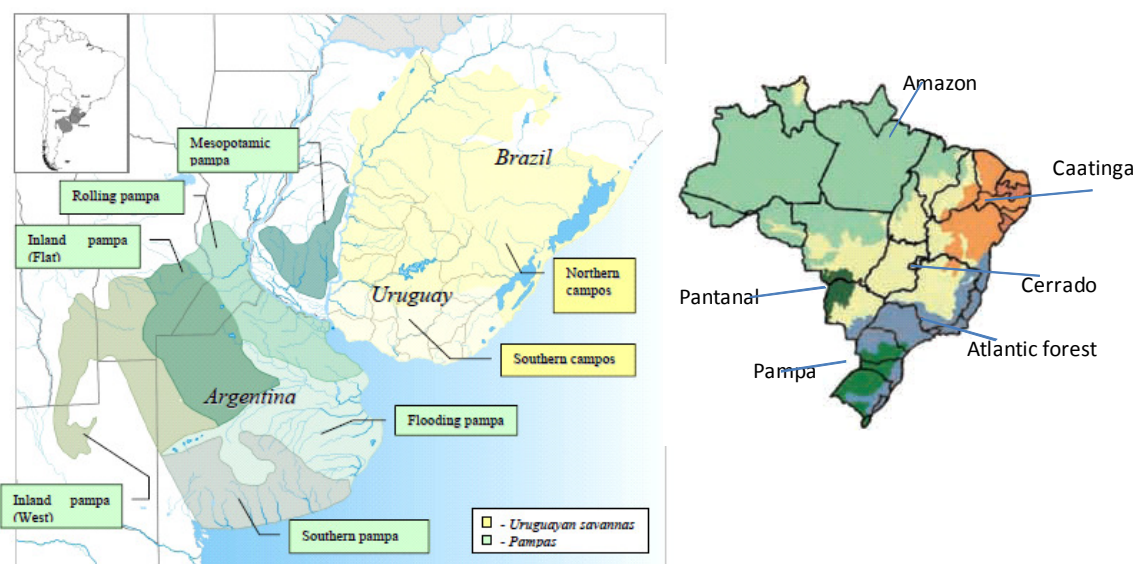 Mesopotamic
pampa
Rolling pampa
Inland pampa
(Flat)
Brazil
Uruguay
Northern
campos
Southern campos
Argentina
Flooding pampa
Inland pampa
(West)
Southern pampa
- Uruguayan savannas
- Pampas
Amazon
Caatinga
Pantanal
Cerrado
Atlantic forest
Pampa